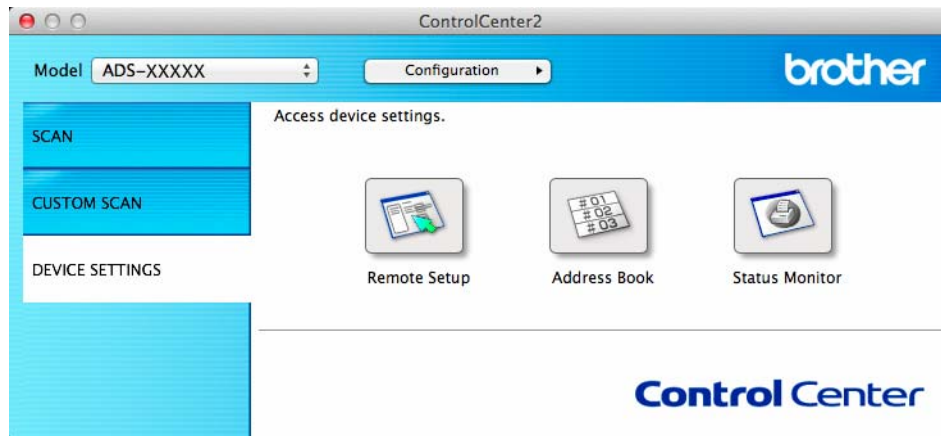 ControlCenter2
Model ADS-XXXXX Configuration brother
SCAN
CUSTOM SCAN
DEVICE SETTINGS
Access device settings.
# 01
# 02
# 03
Remote Setup Address Book Status Monitor
Control Center